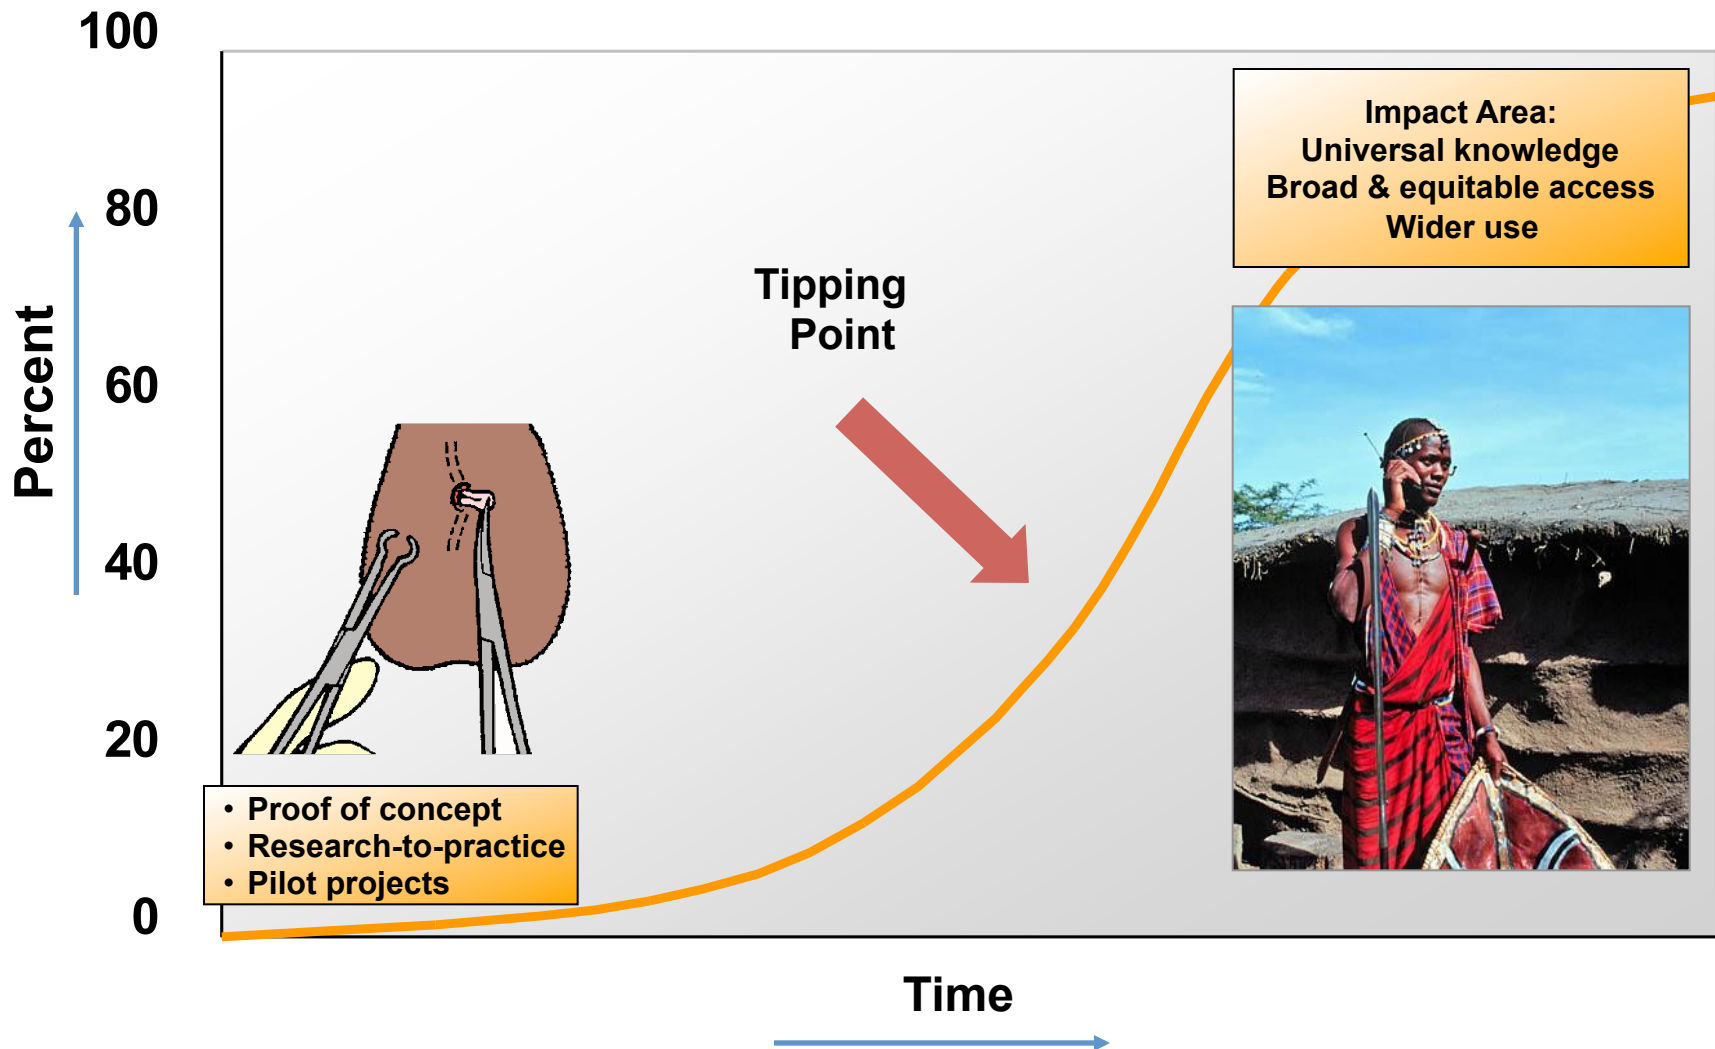 100
80
60
40
20
0
Percent
Tipping
Point
Impact Area:
Universal knowledge
Broad & equitable access
Wider use
• Proof of concept
• Research-to-practice
• Pilot projects
Time